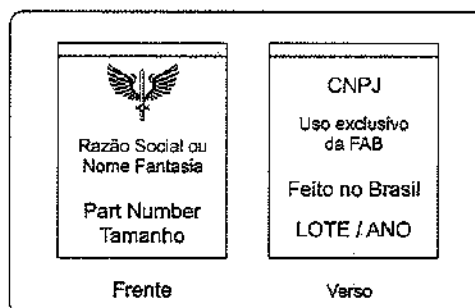 Razão Social ou
Nome Fantasia
Part Number
Tamanho
Frente
CNPJ
Uso exclusivo
da FAB
Feito no Brasil
LOTE / ANO
Verso